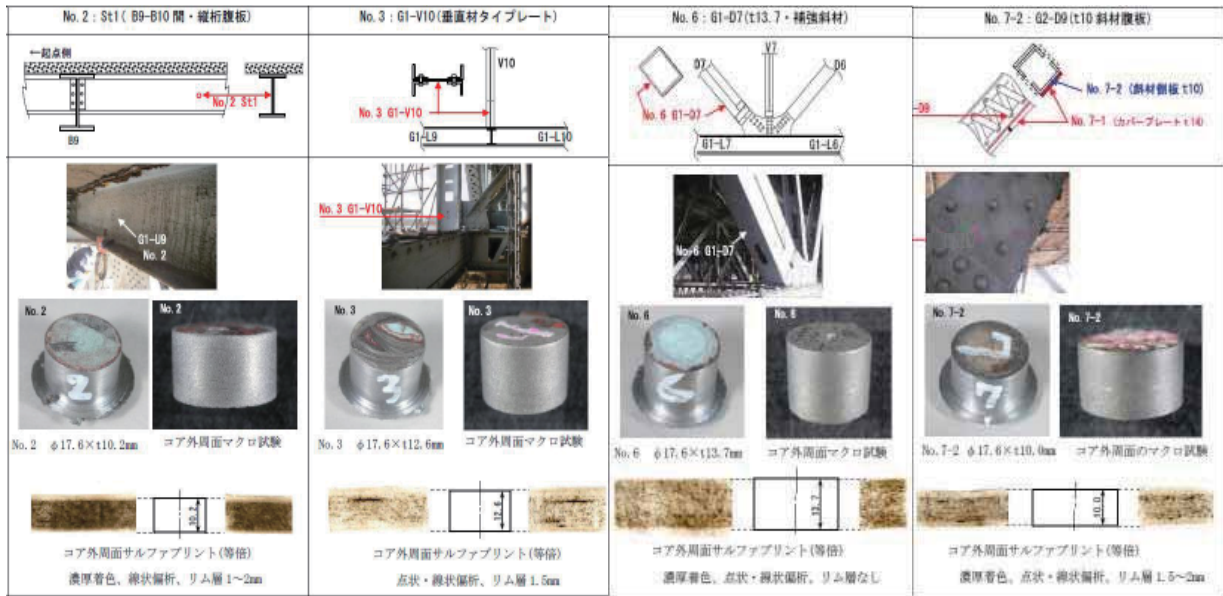 No.2：St1(B9-B10間・縦桁腹板)
←起点側
No.2 St1
B9
G1-U9
No.2
No.2
2
No.2
No.2 φ17.6×t10.2mm
コア外周面マクロ試験
10.2
コア外周面サルファプリント(等倍)
濃厚着色、線状偏析、リム層1～2mm
No.3：G1-V10(垂直材タイプレート)
V10
No.3 G1-V10
G1-L9
G1-L10
No.3 G1-V10
No.3
3
No.3
No.3 φ17.6×t12.6mm
コア外周面マクロ試験
12.6
コア外周面サルファプリント(等倍)
点状・線状偏析、リム層1.5mm
No.6：G1-D7(t13.7・補強斜材)
V7
D7
D6
No.6 G1-D7
G1-L7
G1-L6
No.6 G1-D7
No.6
6
No.6
No.6 φ17.6×t13.7mm
コア外周面マクロ試験
13.7
コア外周面サルファプリント(等倍)
濃厚着色、点状・線状偏析、リム層なし
No.7-2：G2-D9(t10斜材腹板)
No.7-2 (斜材側板t10)
-D9
No.7-1 (カバープレートt14)
No.7-2
7
No.7-2
No.7-2 φ17.6×t10.0mm
コア外周面のマクロ試験
10.0
コア外周面サルファプリント(等倍)
濃厚着色、点状・線状偏析、リム層1.5～2mm